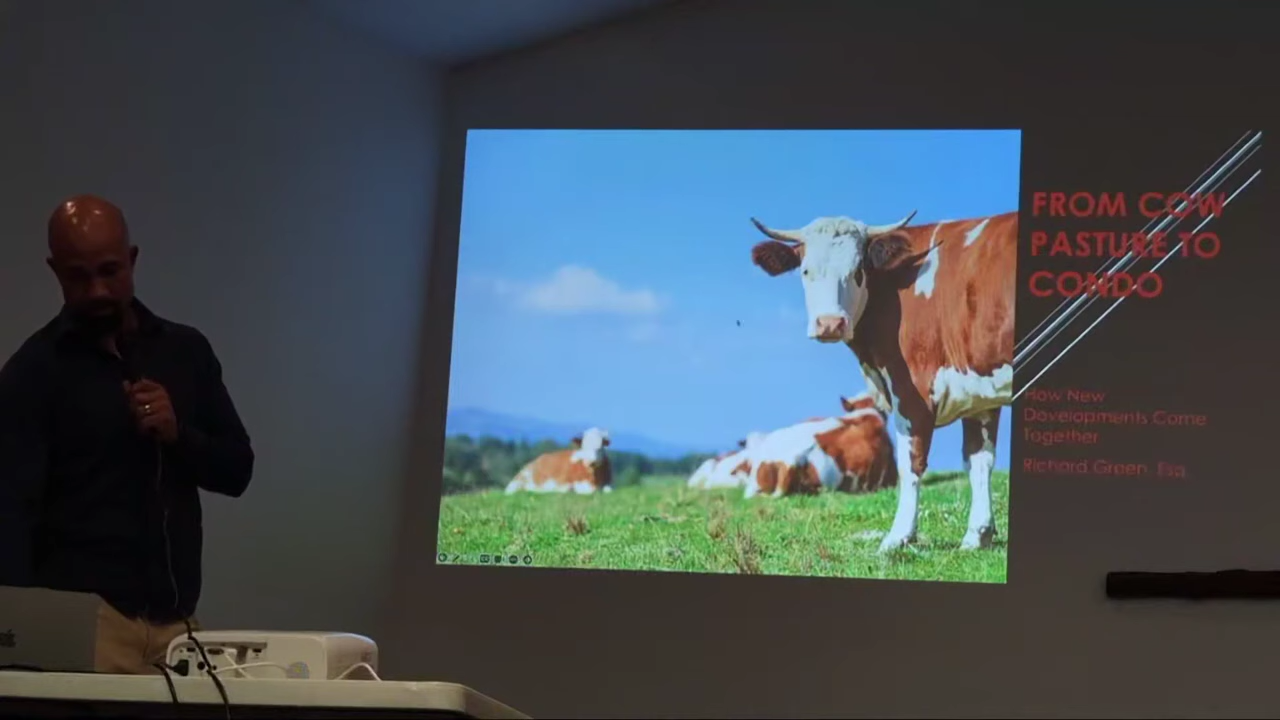 FROM COW
PASTURE TO
CONDO
How New
Developments Come
Together
Richard Green, Esq.